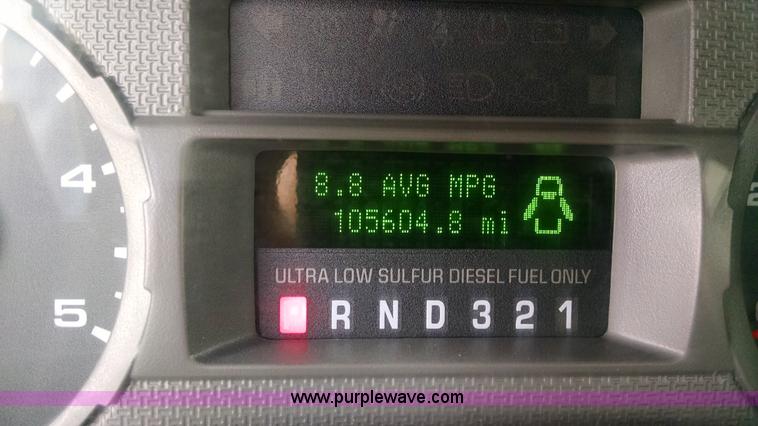 8.8 AVG MPG
105604.8 mi
ULTRA LOW SULFUR DIESEL FUEL ONLY
R N D 3 2 1
4
5
www.purplewave.com